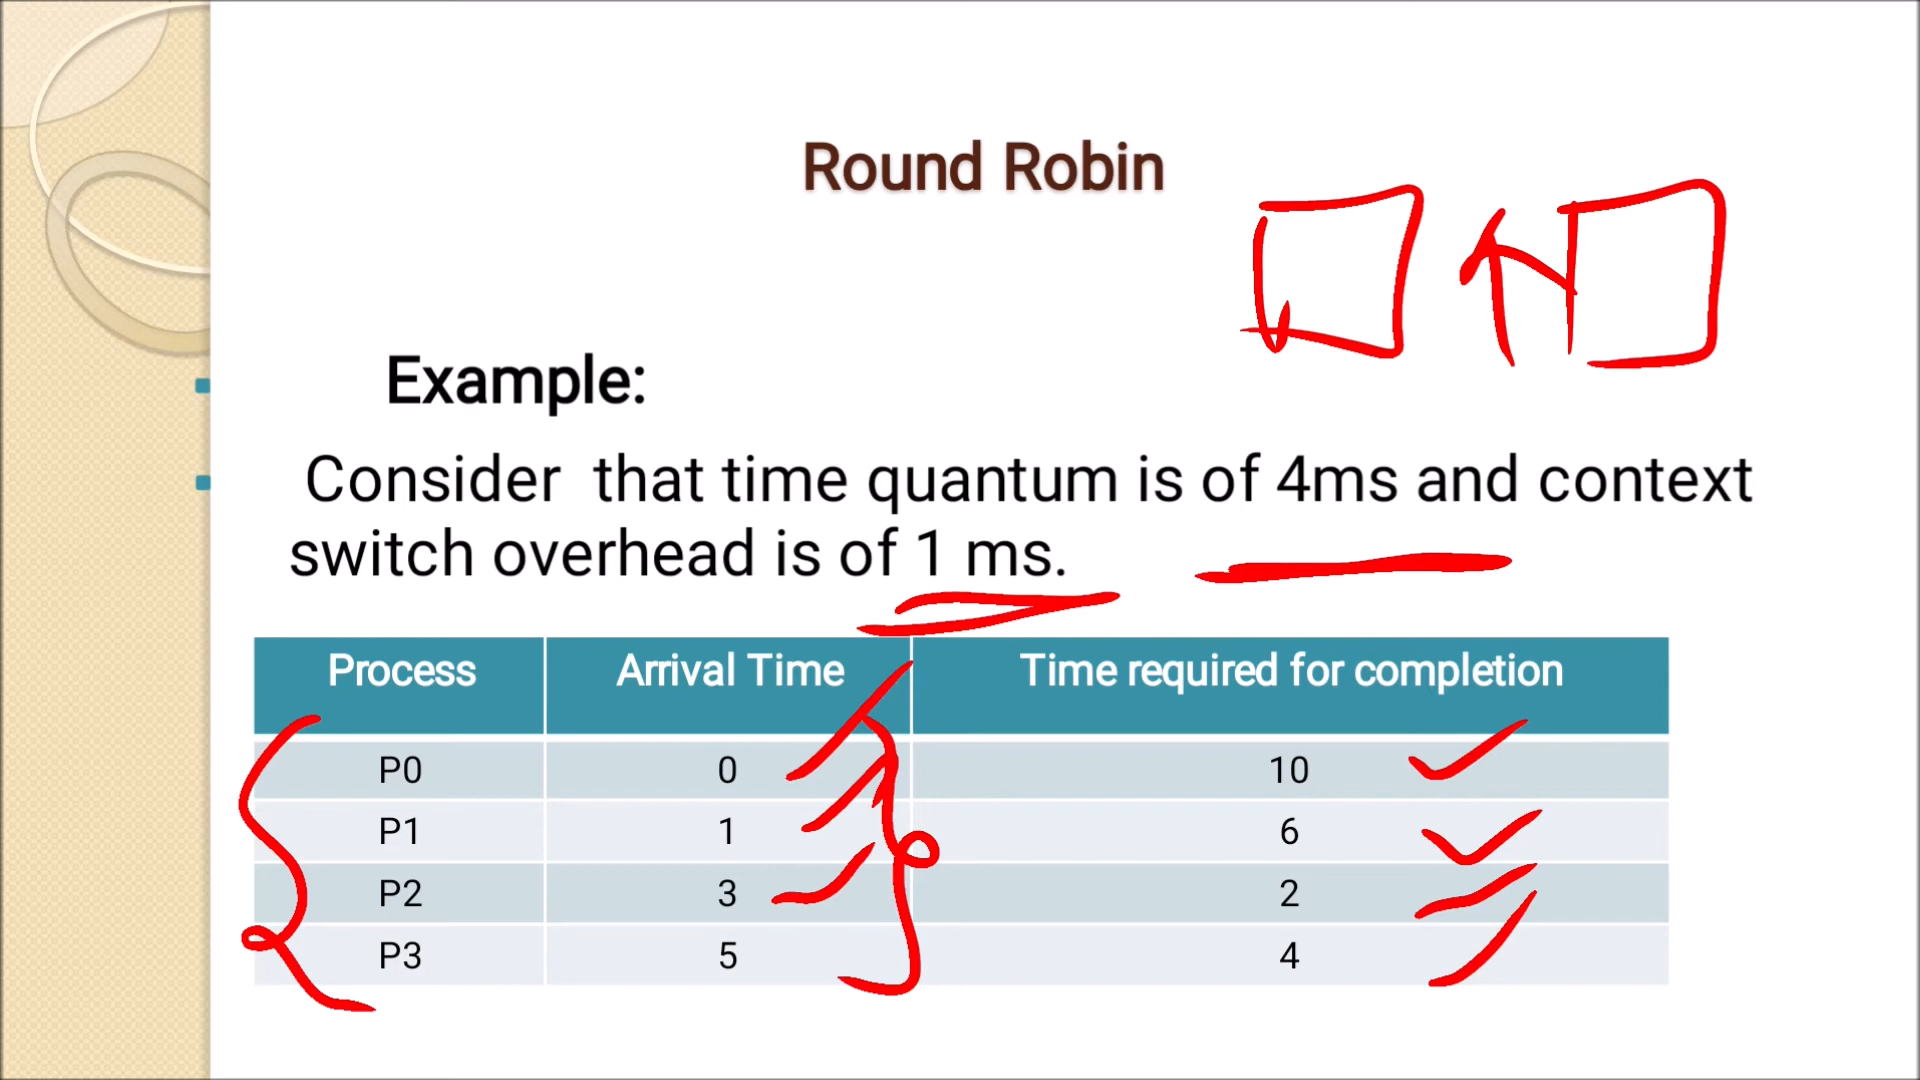 Round Robin
Example:
Consider that time quantum is of 4ms and context
switch overhead is of 1 ms.
Process Arrival Time Time required for completion
P0 0 10
P1 1 6
P2 3 2
P3 5 4